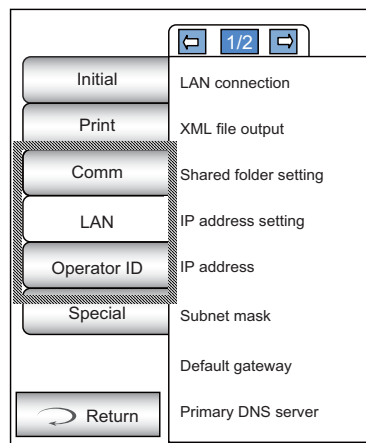 1/2
Initial
LAN connection
Print
XML file output
Comm
Shared folder setting
LAN
IP address setting
Operator ID
IP address
Special
Subnet mask
Default gateway
Return
Primary DNS server